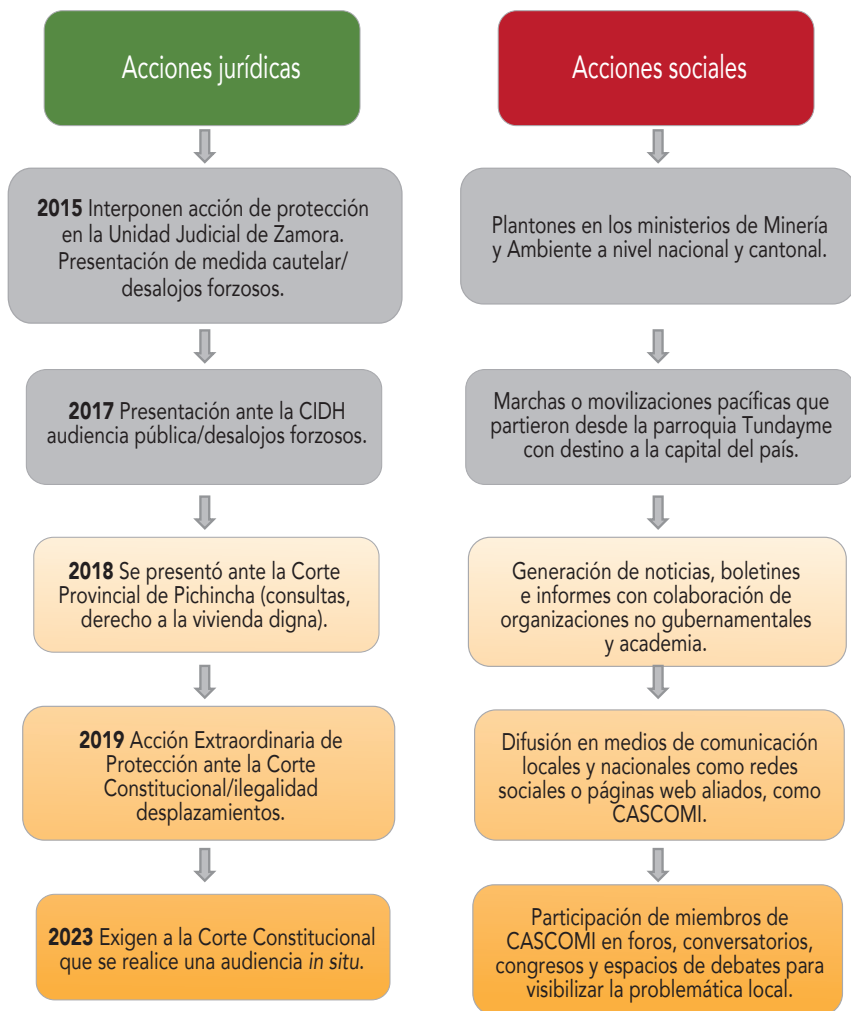 Acciones jurídicas
2015 Interponen acción de protección
en la Unidad Judicial de Zamora.
Presentación de medida cautelar/
desalojos forzosos.
2017 Presentación ante la CIDH
audiencia pública/desalojos forzosos.
2018 Se presentó ante la Corte
Provincial de Pichincha (consultas,
derecho a la vivienda digna).
2019 Acción Extraordinaria de
Protección ante la Corte
Constitucional/ilegalidad
desplazamientos.
2023 Exigen a la Corte Constitucional
que se realice una audiencia in situ.
Acciones sociales
Plantones en los ministerios de Minería
y Ambiente a nivel nacional y cantonal.
Marchas o movilizaciones pacíficas que
partieron desde la parroquia Tundayme
con destino a la capital del país.
Generación de noticias, boletines
e informes con colaboración de
organizaciones no gubernamentales
y academia.
Difusión en medios de comunicación
locales y nacionales como redes
sociales o páginas web aliados, como
CASCOMI.
Participación de miembros de
CASCOMI en foros, conversatorios,
congresos y espacios de debates para
visibilizar la problemática local.